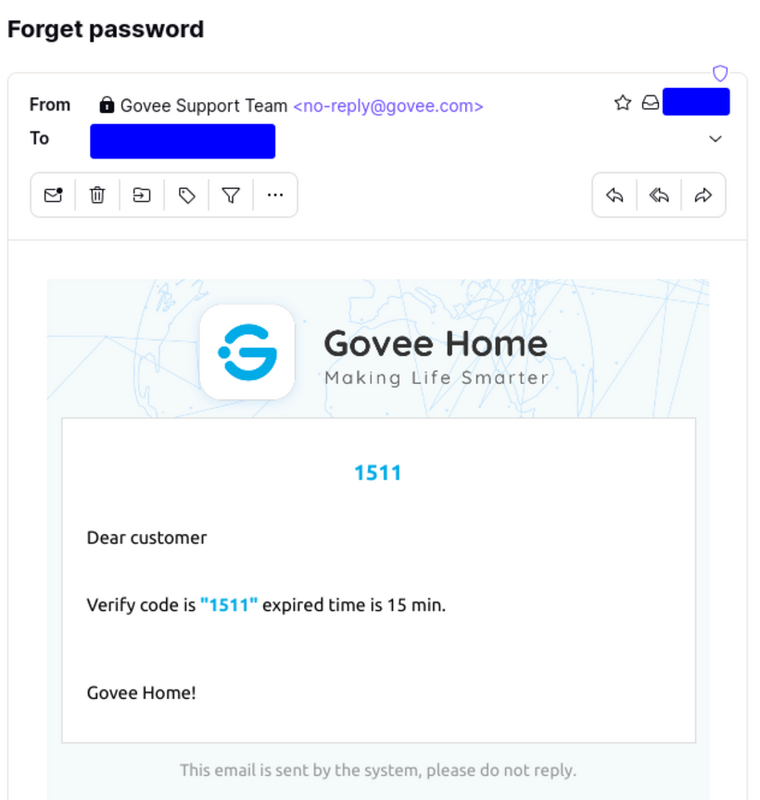 Forget password
From Govee Support Team <no-reply@govee.com>
To
Govee Home
Making Life Smarter
1511
Dear customer
Verify code is "1511" expired time is 15 min.
Govee Home!
This email is sent by the system, please do not reply.